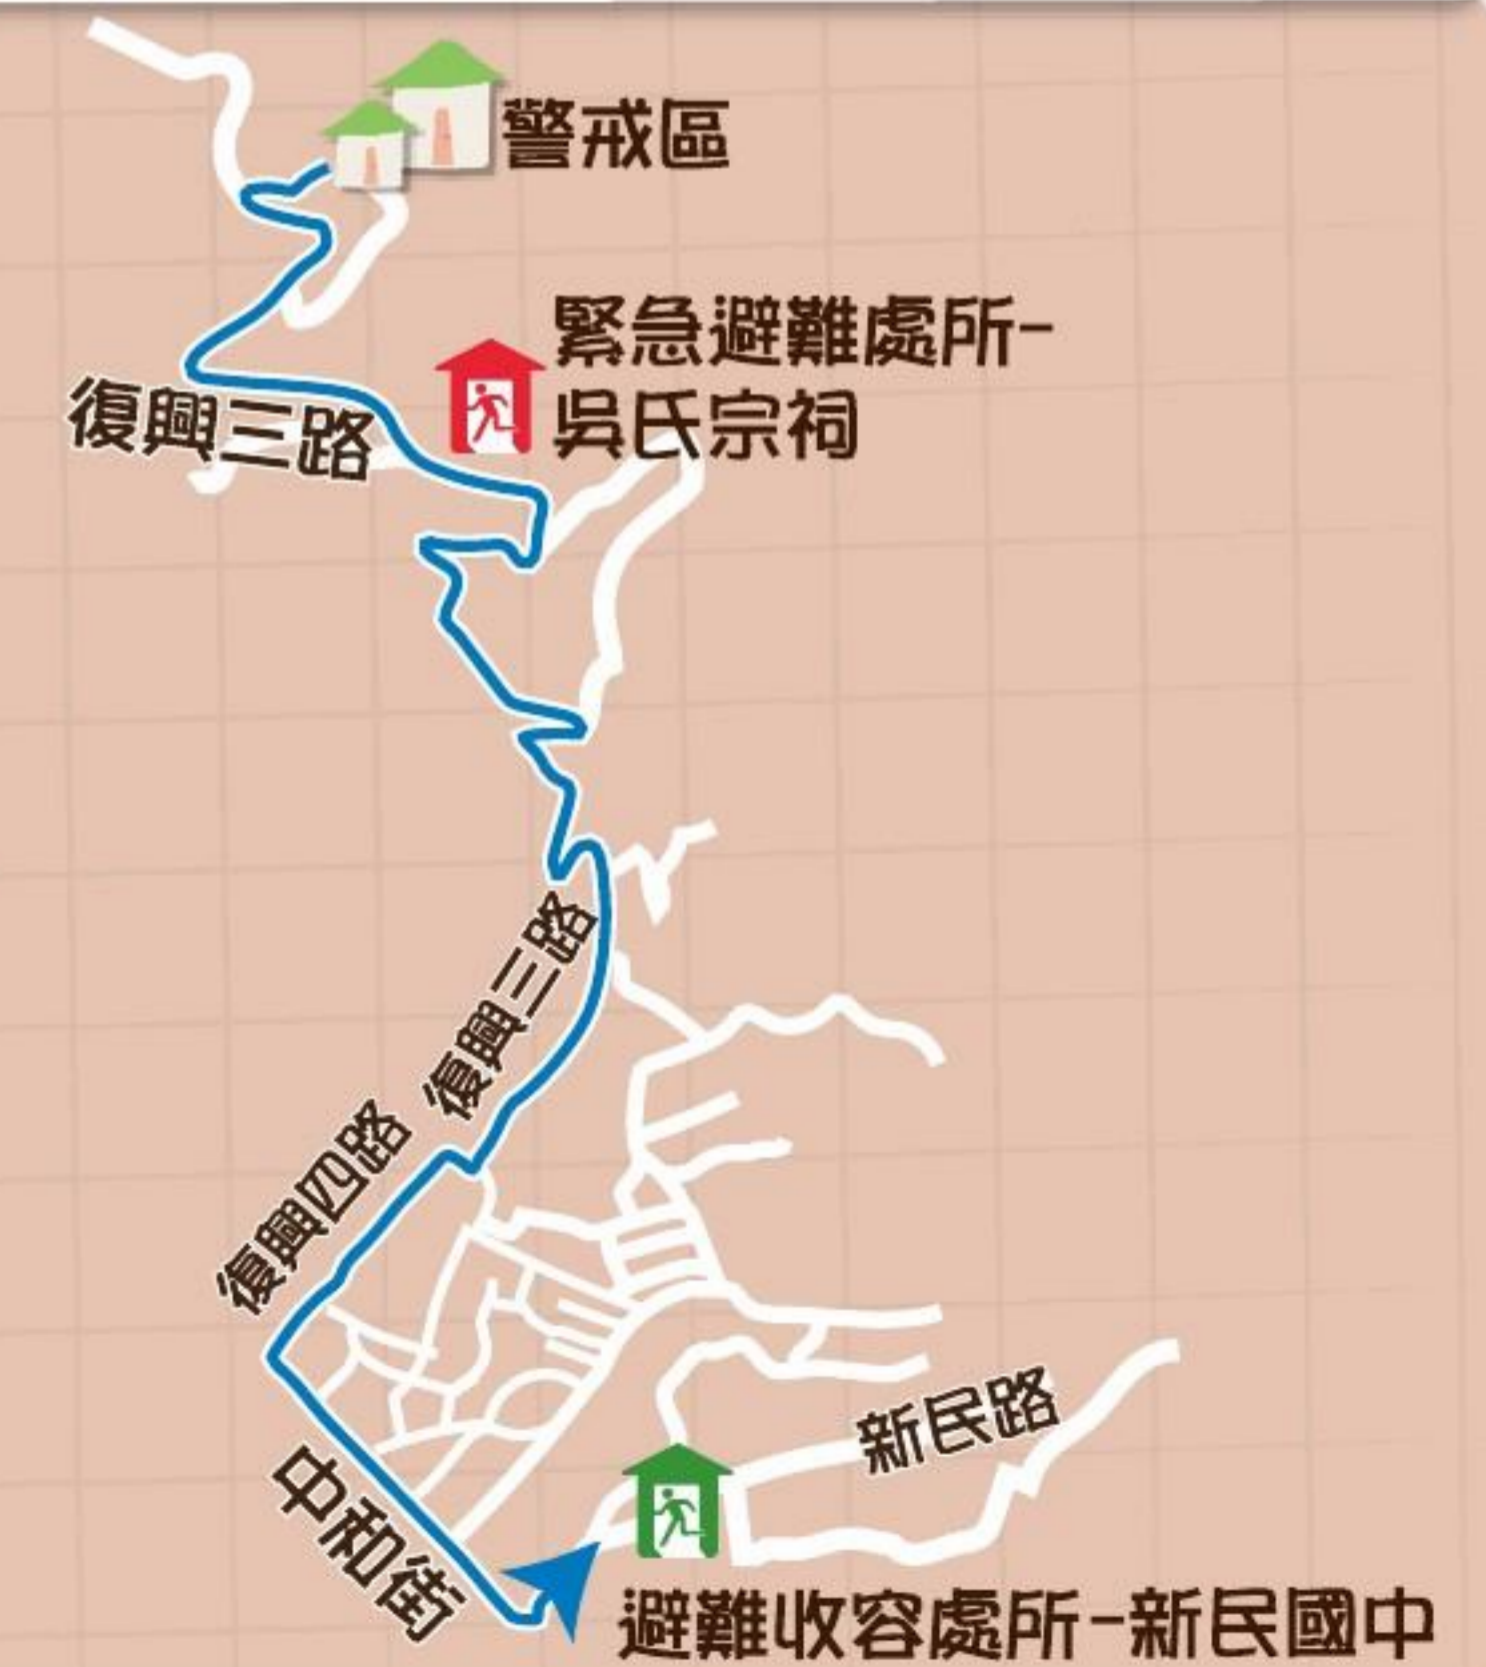 警戒區
緊急避難處所-
吳氏宗祠
復興三路
復興三路
復興四路
新民路
中和街
避難收容處所-新民國中